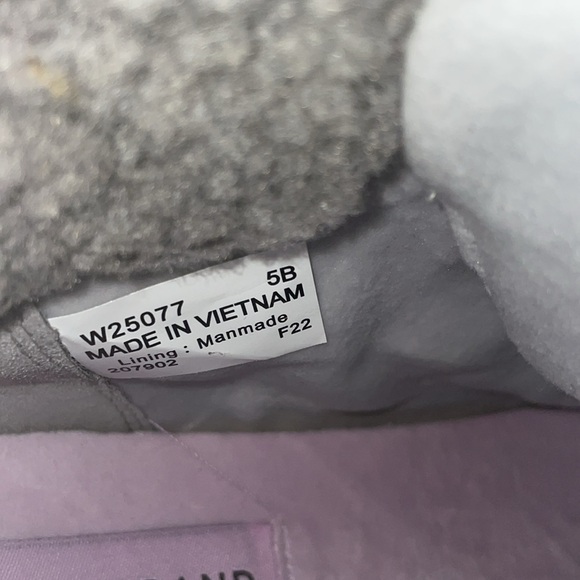 W25077 5B
MADE IN VIETNAM
Lining : Manmade
207902 F22